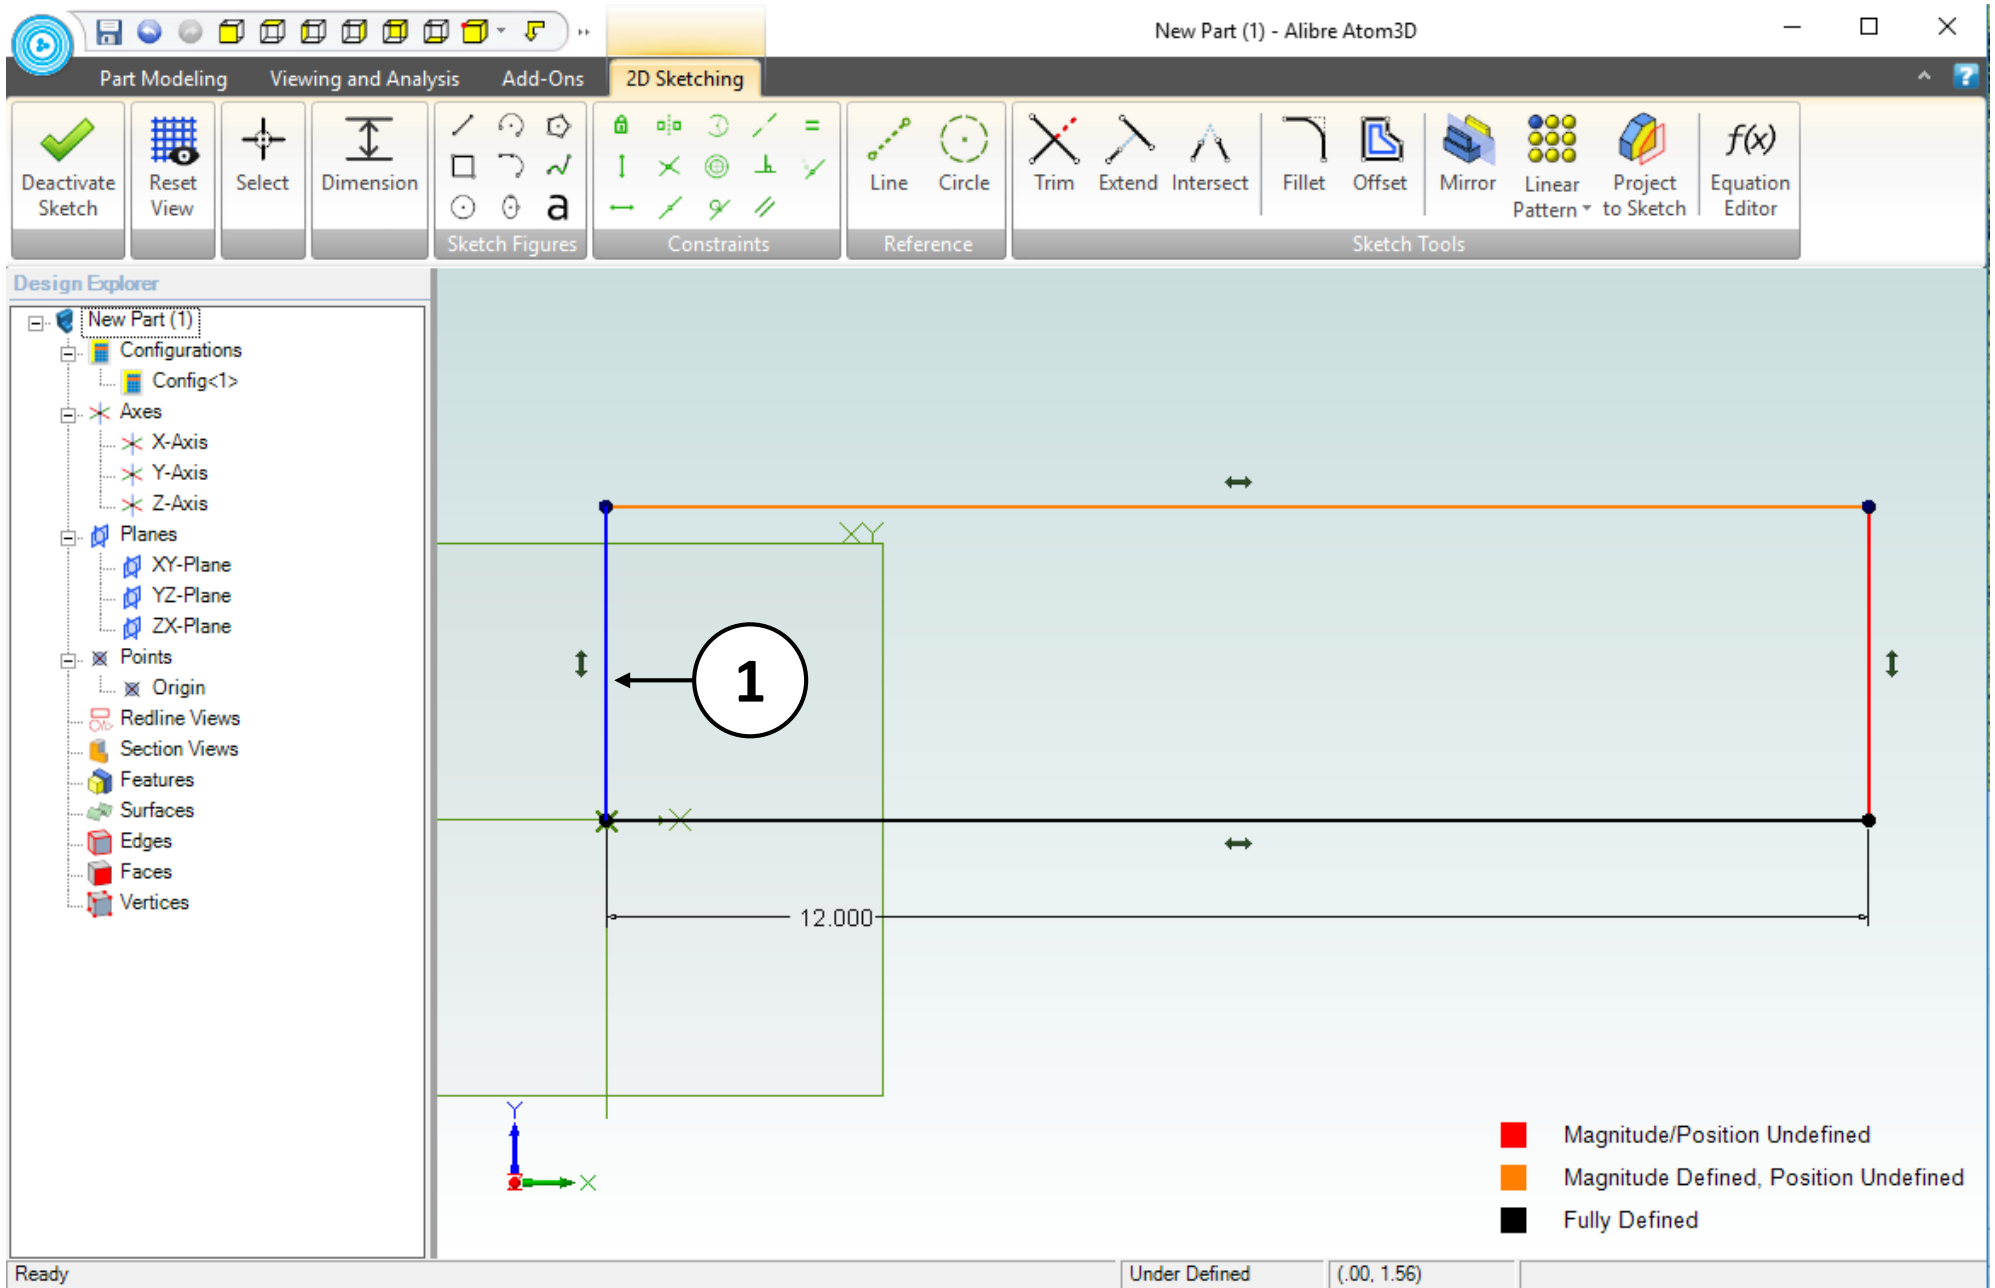 New Part (1) - Alibre Atom3D
Part Modeling Viewing and Analysis Add-Ons 2D Sketching
Deactivate Sketch
Reset View
Select
Dimension
a
Sketch Figures
Constraints
Line
Circle
Reference
Trim
Extend
Intersect
Fillet
Offset
Mirror
Linear Pattern
Project to Sketch
f(x)
Equation Editor
Sketch Tools
?
Design Explorer
New Part (1)
Configurations
Config<1>
Axes
X-Axis
Y-Axis
Z-Axis
Planes
XY-Plane
YZ-Plane
ZX-Plane
Points
Origin
Redline Views
Section Views
Features
Surfaces
Edges
Faces
Vertices
XY
1
X
12.000
Y
X
Magnitude/Position Undefined
Magnitude Defined, Position Undefined
Fully Defined
Ready
Under Defined
(.00, 1.56)